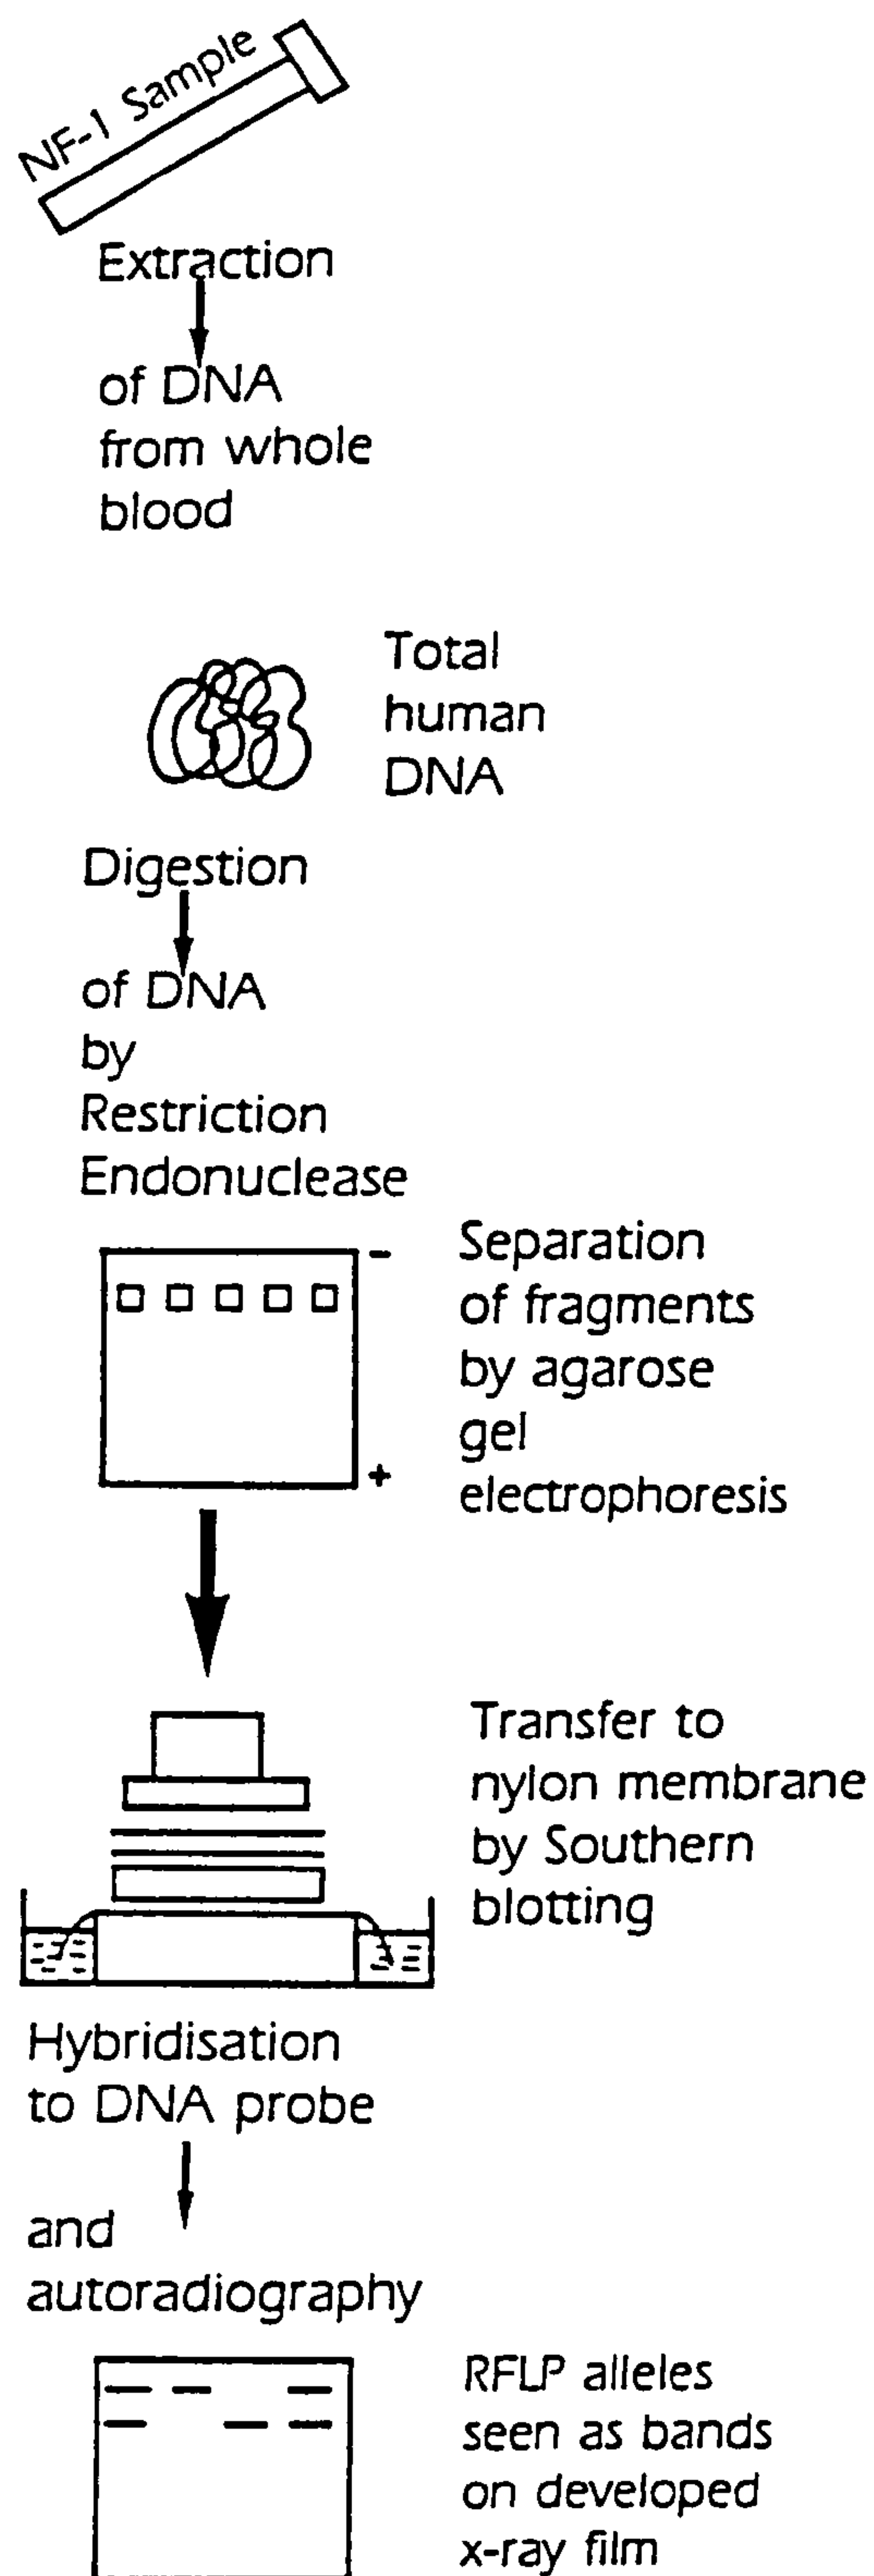 NF-1 Sample
Extraction
of DNA
from whole
blood
Total
human
DNA
Digestion
of DNA
by
Restriction
Endonuclease
-
Separation
of fragments
by agarose
gel
+
electrophoresis
Transfer to
nylon membrane
by Southern
blotting
Hybridisation
to DNA probe
and
autoradiography
RFLP alleles
seen as bands
on developed
x-ray film